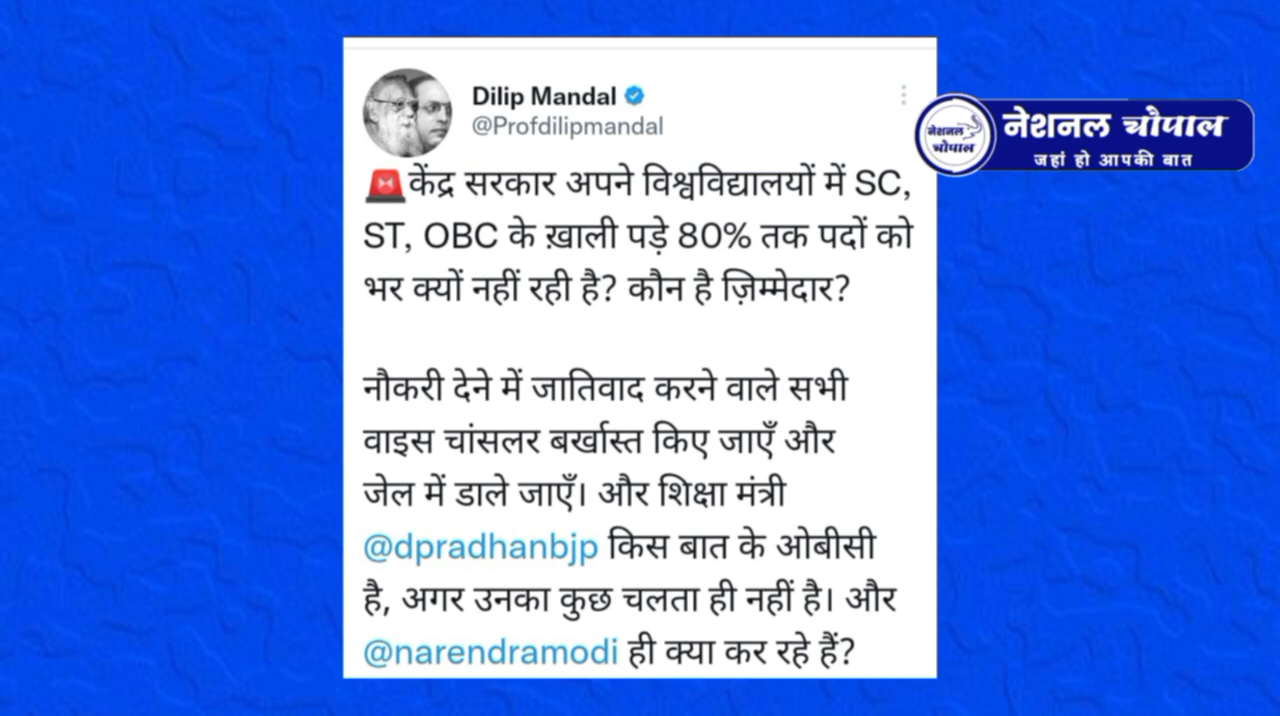 Dilip Mandal
@Profdilipmandal
केंद्र सरकार अपने विश्वविद्यालयों में SC,
ST, OBC के ख़ाली पड़े 80% तक पदों को
भर क्यों नहीं रही है? कौन है ज़िम्मेदार?
नौकरी देने में जातिवाद करने वाले सभी
वाइस चांसलर बर्खास्त किए जाएँ और
जेल में डाले जाएँ। और शिक्षा मंत्री
@dpradhanbjp किस बात के ओबीसी
है, अगर उनका कुछ चलता ही नहीं है। और
@narendramodi ही क्या कर रहे हैं?
नेशनल
चौपाल
नेशनल चौपाल
जहां हो आपकी बात